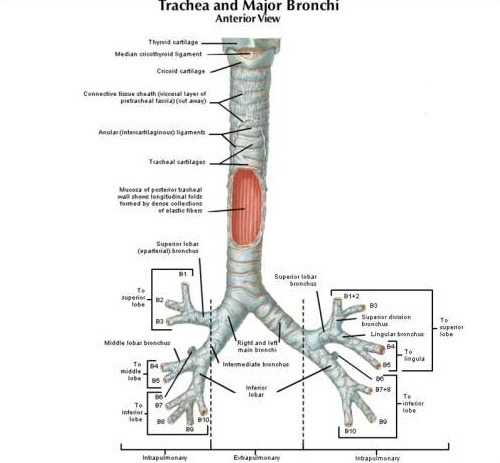 Trachea and Major Bronchi
Anterior View
Thyroid cartilage
Median cricothyroid ligament
Cricoid cartilage
Connective tissue sheath (visceral layer of
pretracheal fascia) (cut away)
Anular (intercartilaginous) ligaments
Tracheal cartilages
Mucosa of posterior tracheal
wall shows longitudinal folds
formed by dense collections
of elastic fibers
Superior lobar
(eparterial) bronchus
B1
To
superior
lobe
B2
B3
Middle lobar bronchus
To
middle
lobe
B4
B5
To
inferior
lobe
B6
B7
B8
B9
B10
Right and left
main bronchi
Intermediate bronchus
Inferior
lobar
Superior lobar
bronchus
B1+2
B3
Superior division
bronchus
Lingular bronchus
To
superior
lobe
B4
B5
To
lingula
B6
B7+8
B9
B10
To
inferior
lobe
Intrapulmonary
Extrapulmonary
Intrapulmonary